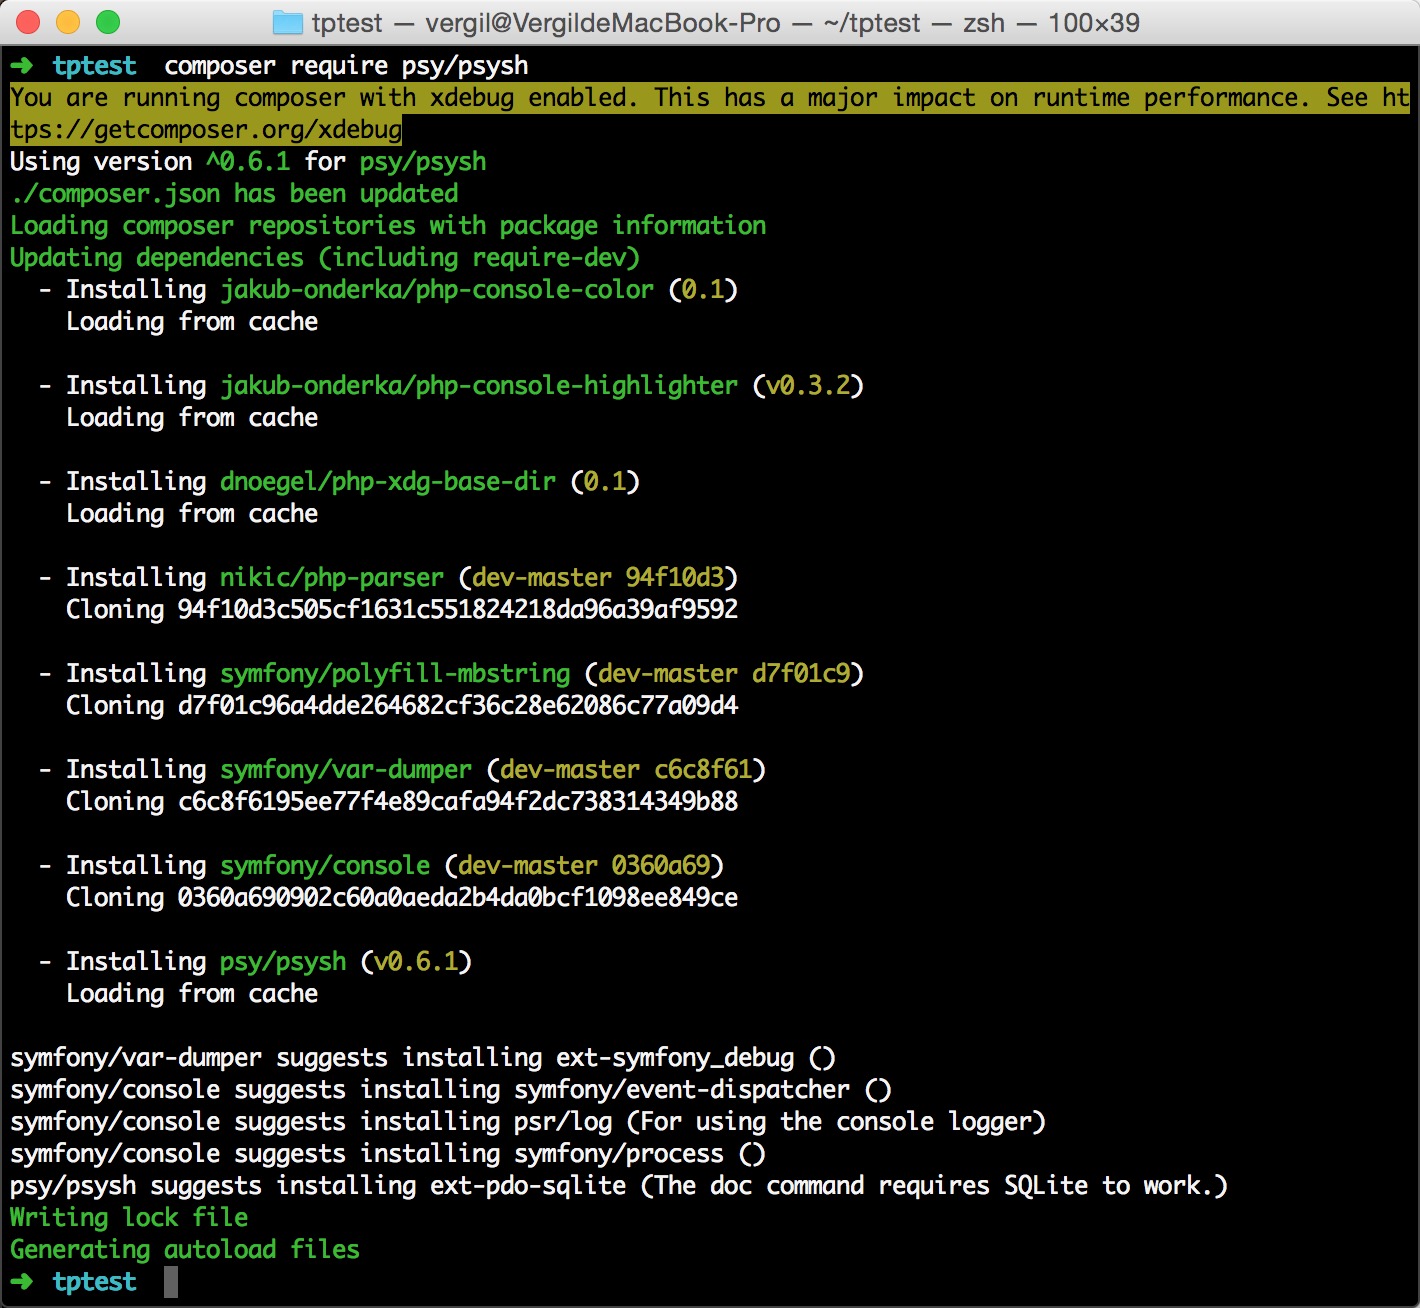 tptest — vergil@VergildeMacBook-Pro — ~/tptest — zsh — 100×39
➜  tptest  composer require psy/psysh
You are running composer with xdebug enabled. This has a major impact on runtime performance. See ht
tps://getcomposer.org/xdebug
Using version ^0.6.1 for psy/psysh
./composer.json has been updated
Loading composer repositories with package information
Updating dependencies (including require-dev)
  - Installing jakub-onderka/php-console-color (0.1)
    Loading from cache
  - Installing jakub-onderka/php-console-highlighter (v0.3.2)
    Loading from cache
  - Installing dnoegel/php-xdg-base-dir (0.1)
    Loading from cache
  - Installing nikic/php-parser (dev-master 94f10d3)
    Cloning 94f10d3c505cf1631c551824218da96a39af9592
  - Installing symfony/polyfill-mbstring (dev-master d7f01c9)
    Cloning d7f01c96a4dde264682cf36c28e62086c77a09d4
  - Installing symfony/var-dumper (dev-master c6c8f61)
    Cloning c6c8f6195ee77f4e89cafa94f2dc738314349b88
  - Installing symfony/console (dev-master 0360a69)
    Cloning 0360a690902c60a0aeda2b4da0bcf1098ee849ce
  - Installing psy/psysh (v0.6.1)
    Loading from cache
symfony/var-dumper suggests installing ext-symfony_debug ()
symfony/console suggests installing symfony/event-dispatcher ()
symfony/console suggests installing psr/log (For using the console logger)
symfony/console suggests installing symfony/process ()
psy/psysh suggests installing ext-pdo-sqlite (The doc command requires SQLite to work.)
Writing lock file
Generating autoload files
➜  tptest